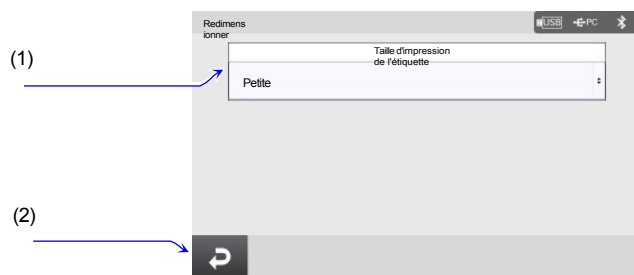 Redimens
ionner
USB PC
(1)
Taille d'impression
de l'étiquette
Petite
(2)